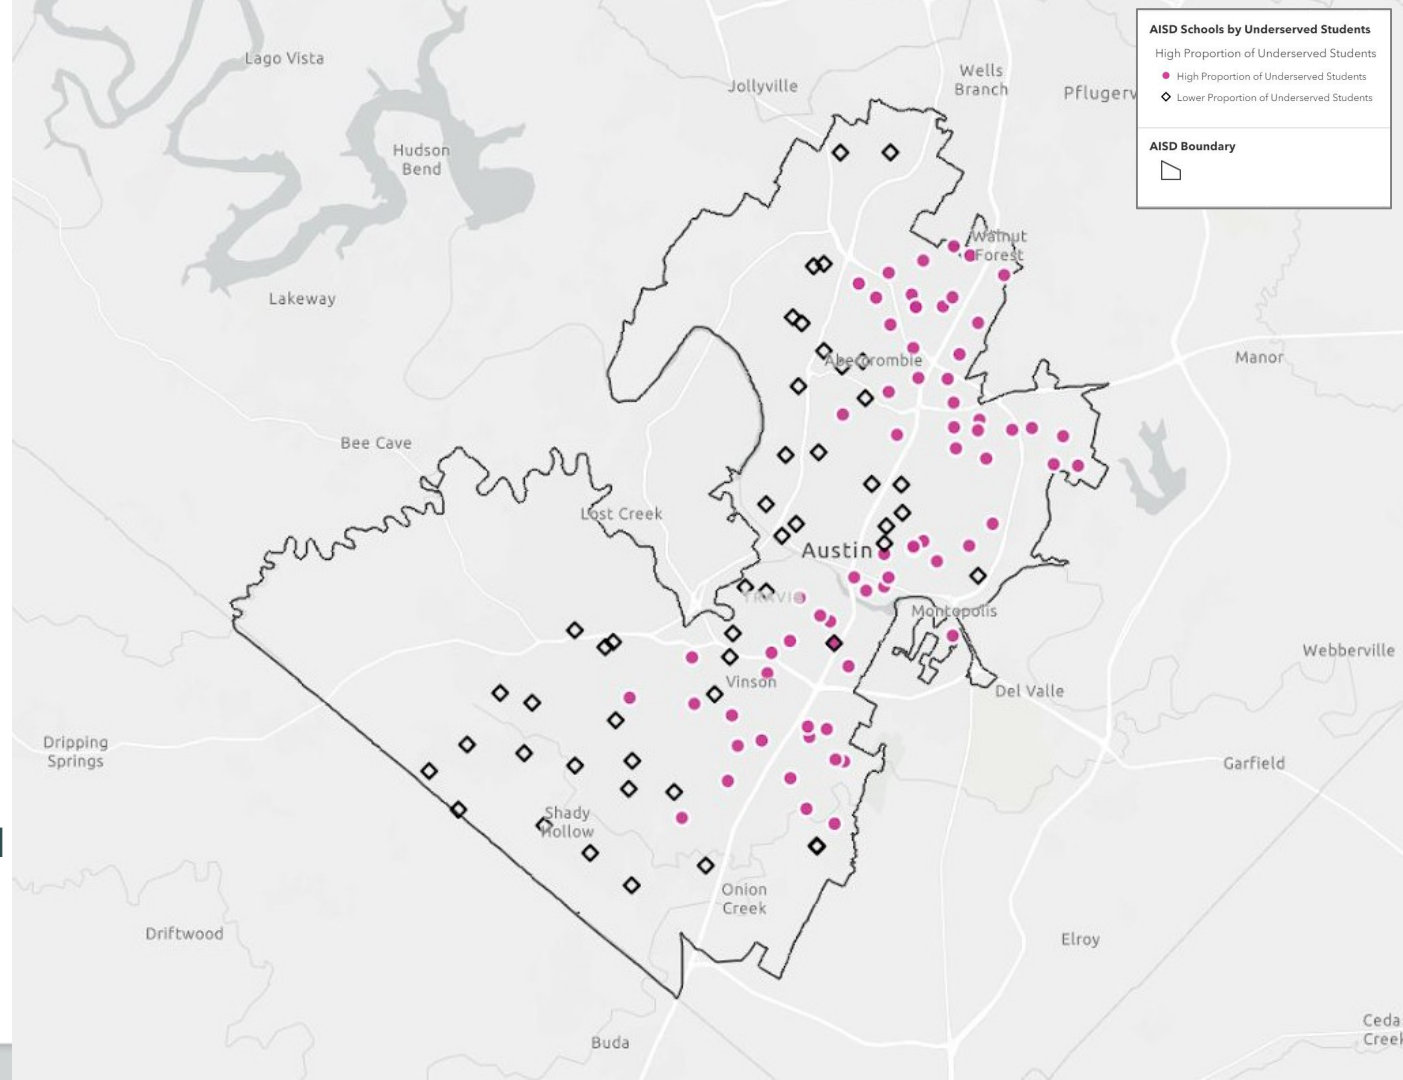 AISD Schools by Underserved Students
High Proportion of Underserved Students
High Proportion of Underserved Students
Lower Proportion of Underserved Students
AISD Boundary
Lago Vista
Jollyville
Wells
Branch
Pflugerv
Hudson
Bend
Walnut
Forest
Lakeway
Abercrombie
Manor
Bee Cave
Lost Creek
Austin
TRAVIS
Montopolis
Webberville
Vinson
Del Valle
Dripping
Springs
Garfield
Shady
Hollow
Onion
Creek
Driftwood
Elroy
Buda
Ceda
Creek